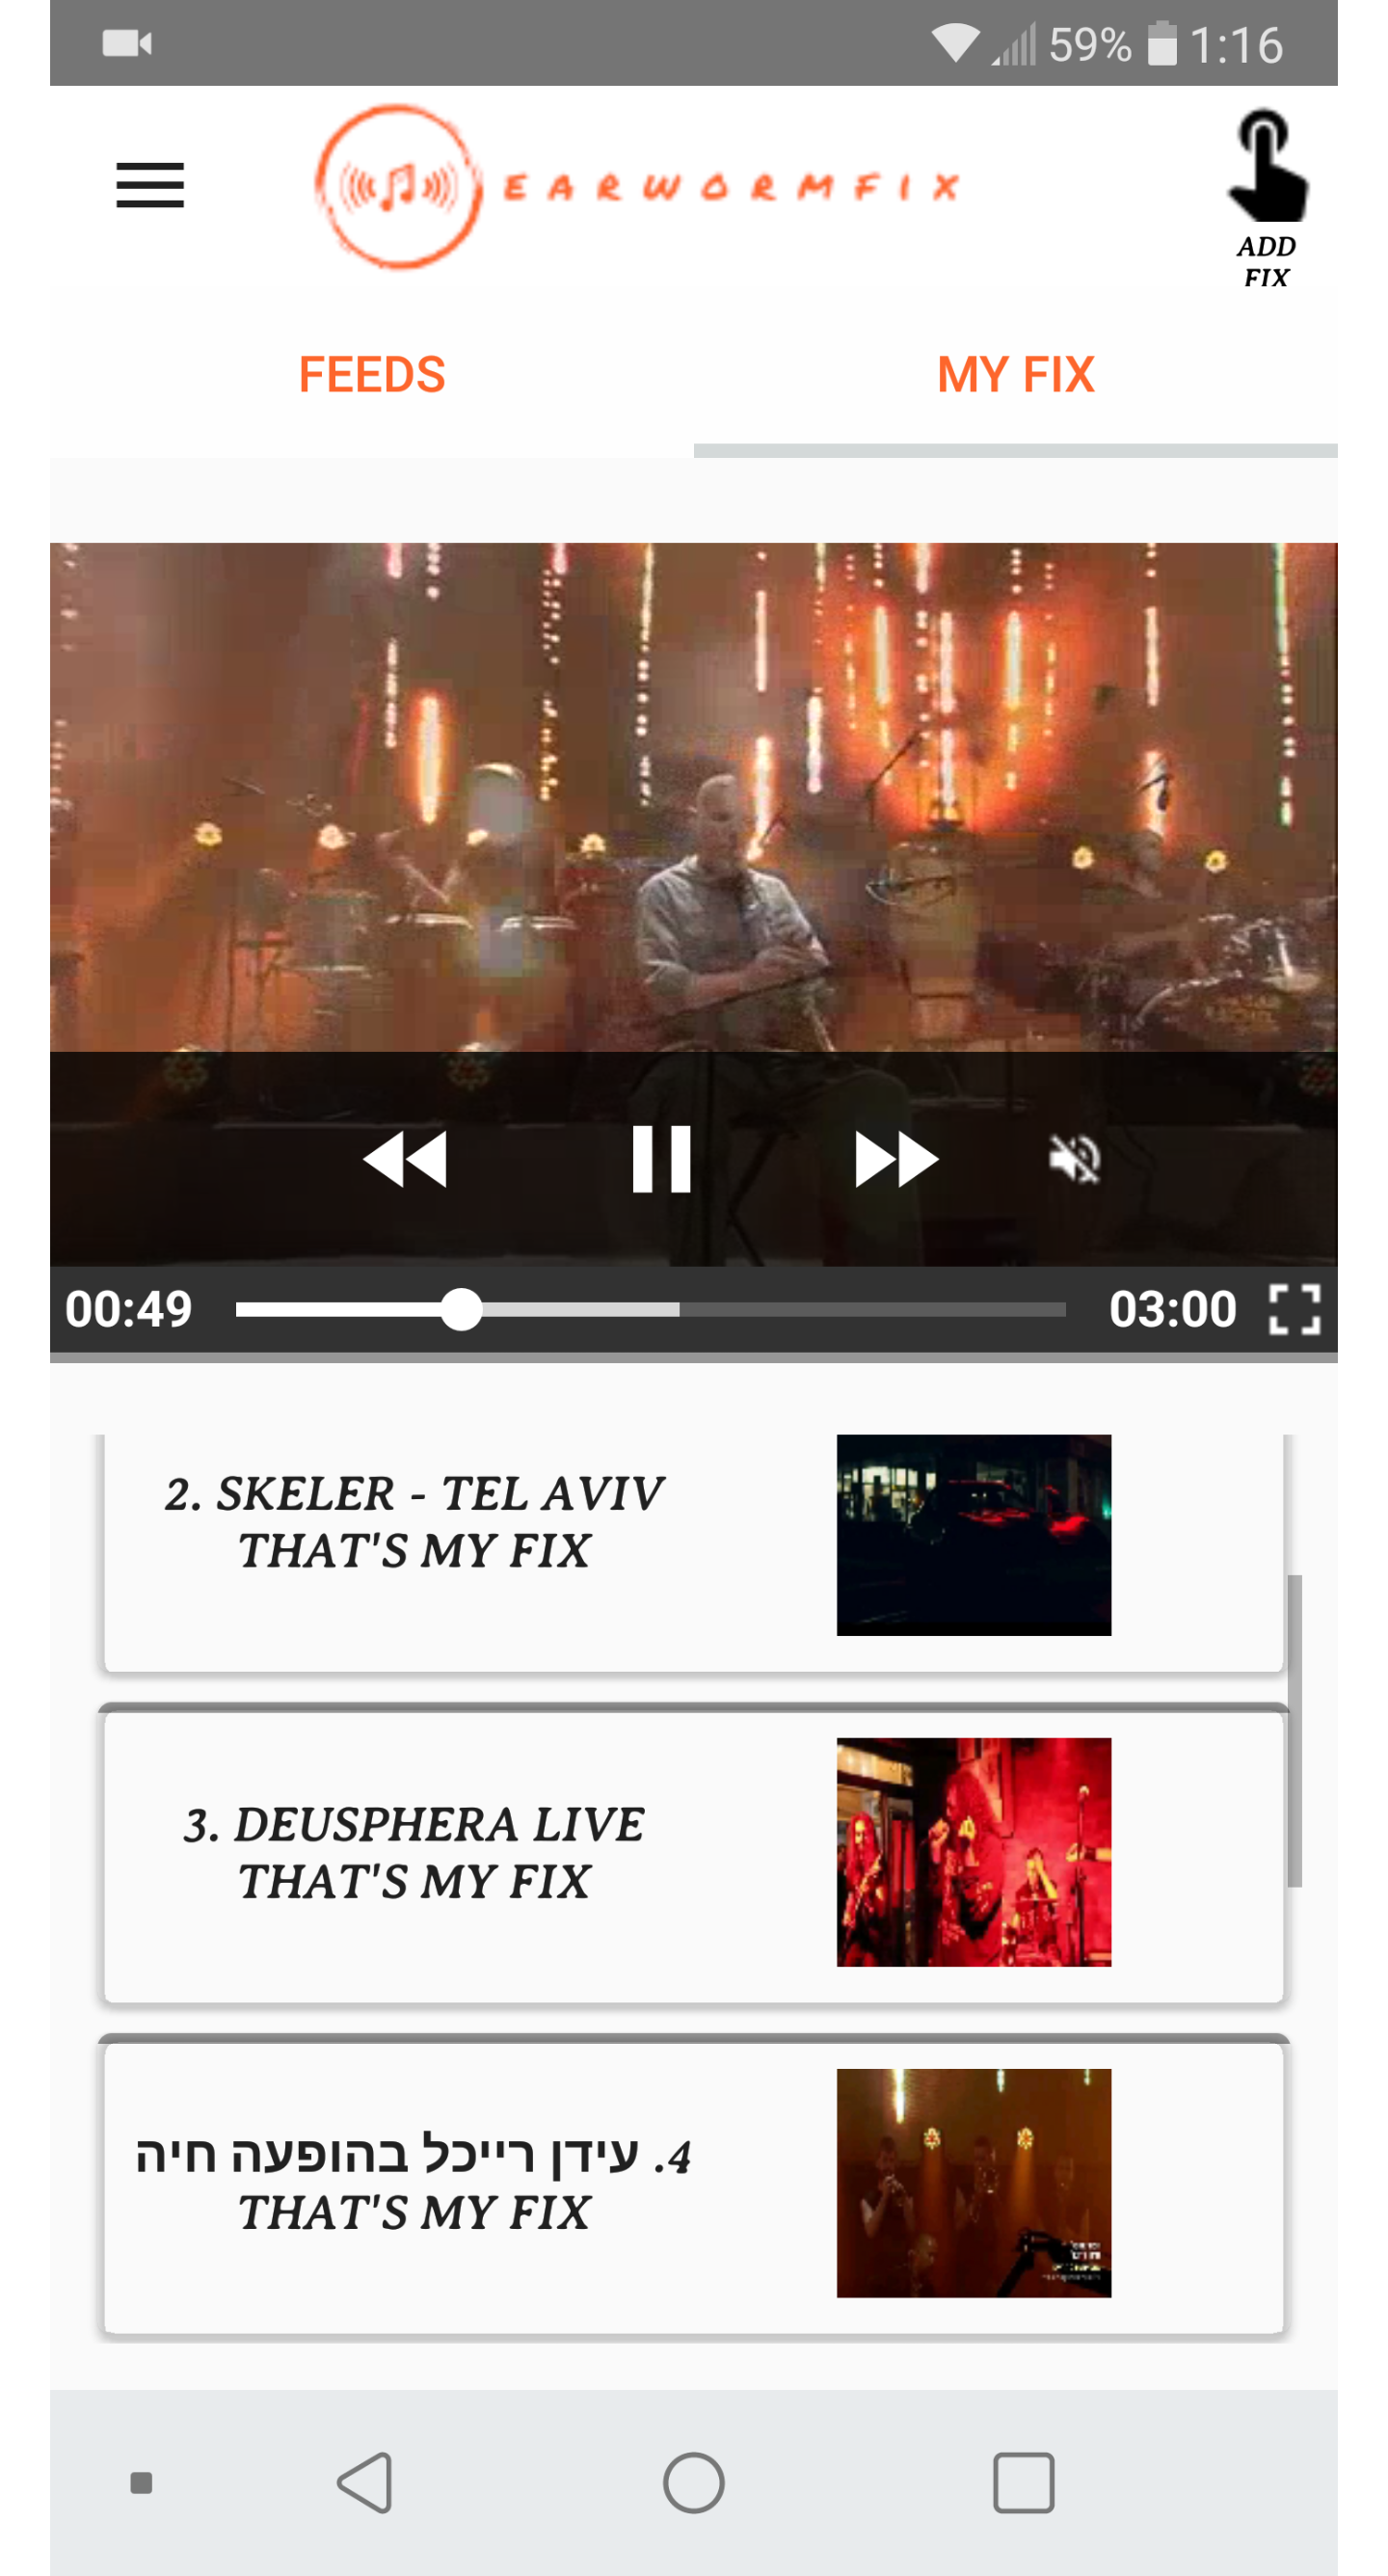 59% 1:16
EARWORMFIX
ADD
FIX
FEEDS
MY FIX
00:49
03:00
2. SKELER - TEL AVIV
THAT'S MY FIX
3. DEUSPHERA LIVE
THAT'S MY FIX
4. עידן רייכל בהופעה חיה
THAT'S MY FIX